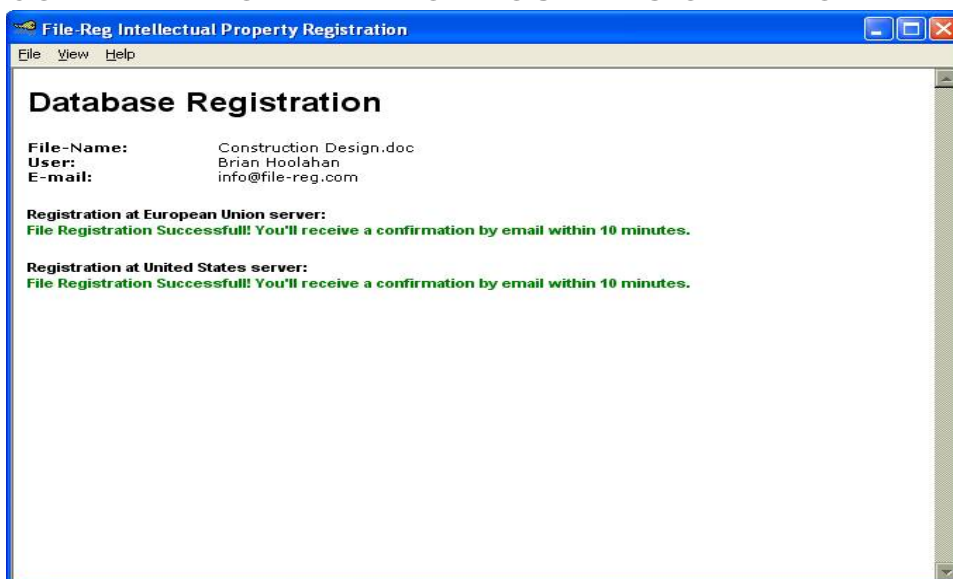 File-Reg Intellectual Property Registration
File View Help
Database Registration
File-Name: Construction Design.doc
User: Brian Hoolahan
E-mail: info@file-reg.com
Registration at European Union server:
File Registration Successfull! You'll receive a confirmation by email within 10 minutes.
Registration at United States server:
File Registration Successfull! You'll receive a confirmation by email within 10 minutes.